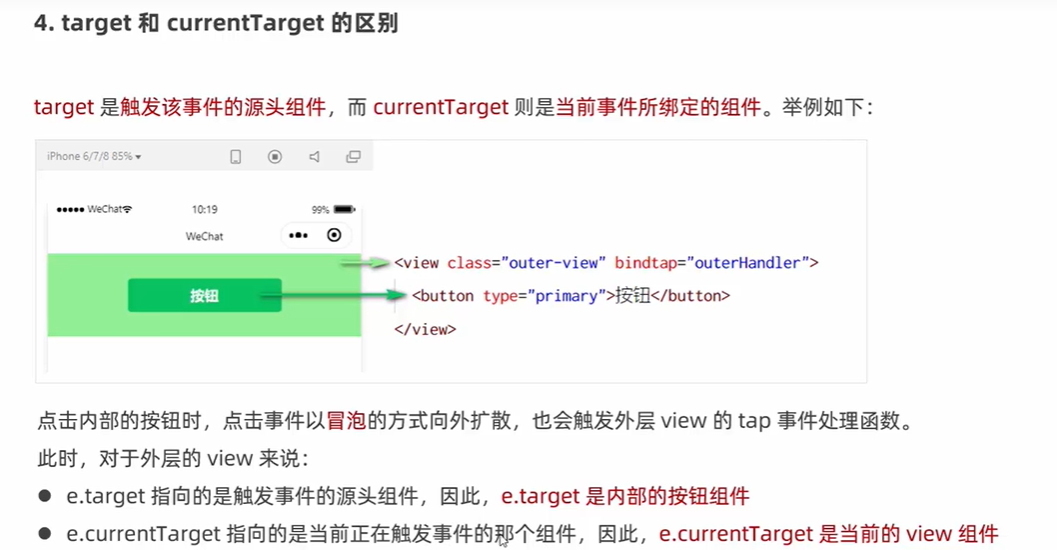 4. target 和 currentTarget 的区别
target 是触发该事件的源头组件，而 currentTarget 则是当前事件所绑定的组件。举例如下：
iPhone 6/7/8 85%
WeChat 10:19 99%
WeChat
<view class="outer-view" bindtap="outerHandler">
按钮
<button type="primary">按钮</button>
</view>
点击内部的按钮时，点击事件以冒泡的方式向外扩散，也会触发外层 view 的 tap 事件处理函数。
此时，对于外层的 view 来说：
● e.target 指向的是触发事件的源头组件，因此，e.target 是内部的按钮组件
● e.currentTarget 指向的是当前正在触发事件的那个组件，因此，e.currentTarget 是当前的 view 组件